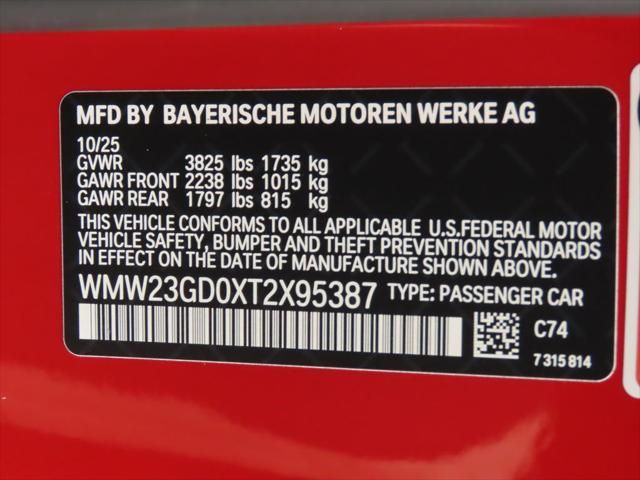 MFD BY BAYERISCHE MOTOREN WERKE AG
10/25
GVWR 3825 lbs 1735 kg
GAWR FRONT 2238 lbs 1015 kg
GAWR REAR 1797 lbs 815 kg
THIS VEHICLE CONFORMS TO ALL APPLICABLE U.S.FEDERAL MOTOR
VEHICLE SAFETY, BUMPER AND THEFT PREVENTION STANDARDS
IN EFFECT ON THE DATE OF MANUFACTURE SHOWN ABOVE.
WMW23GD0XT2X95387 TYPE: PASSENGER CAR
C74
7 315 814